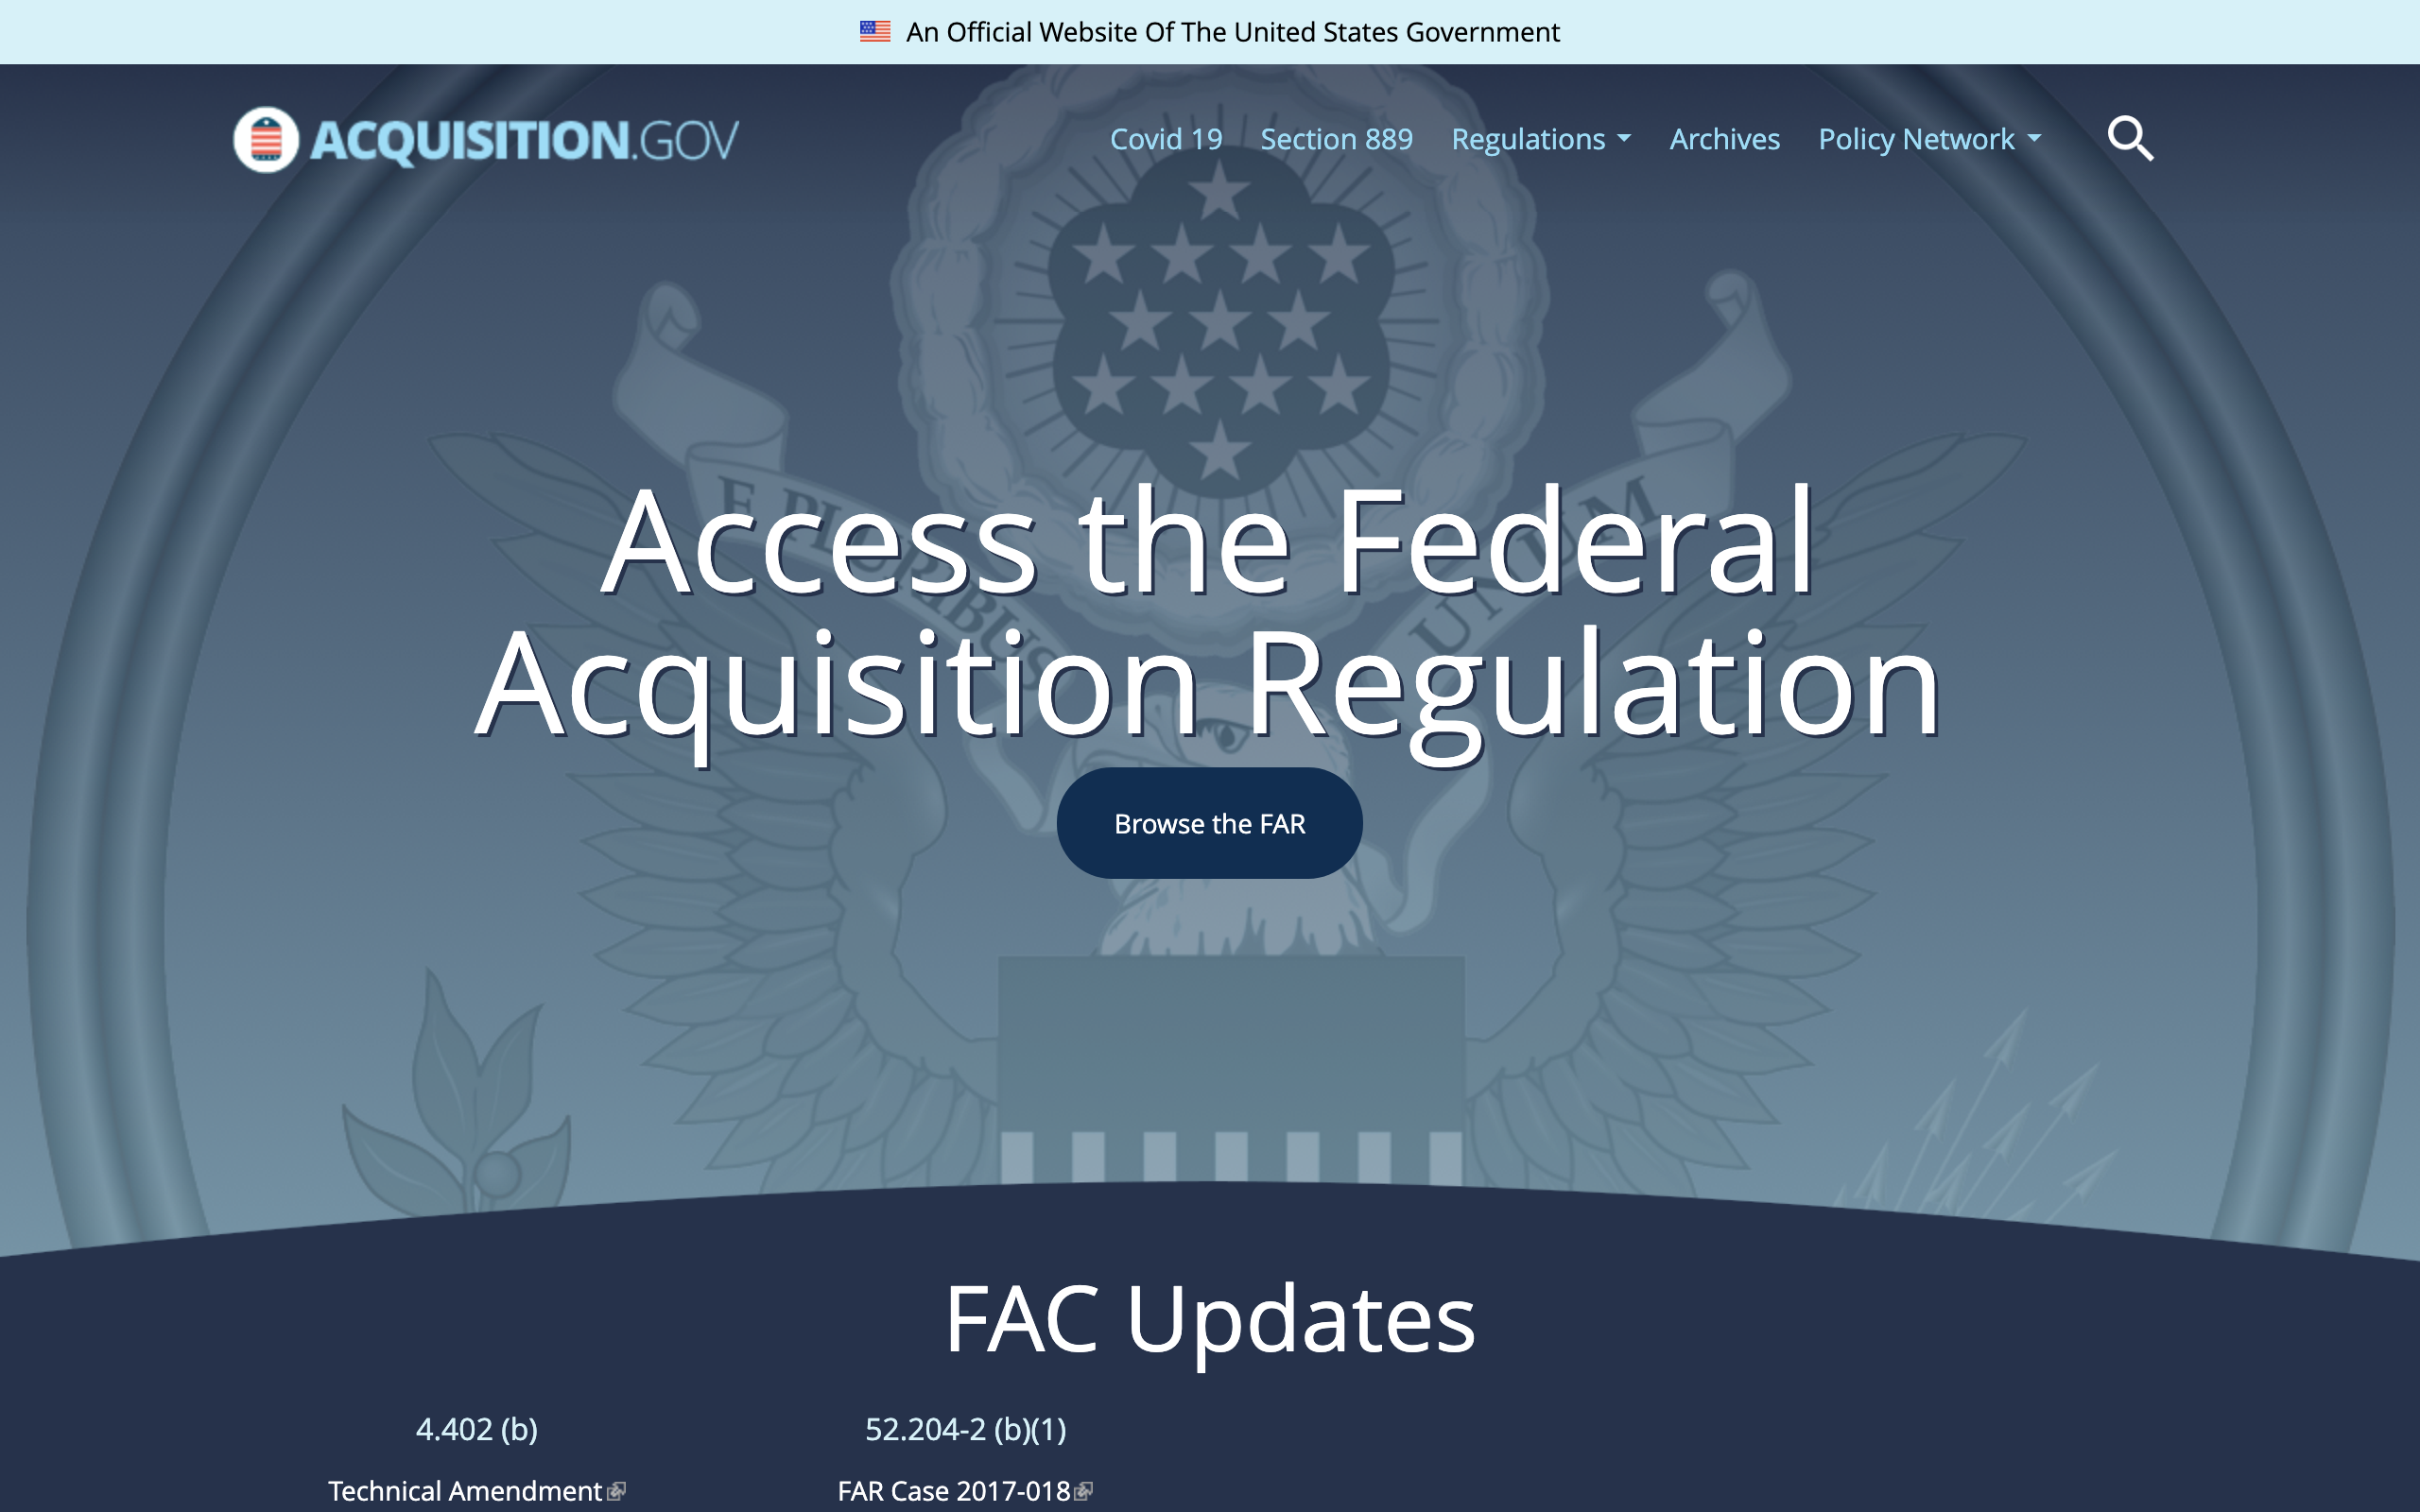 An Official Website Of The United States Government
ACQUISITION.GOV
Covid 19 Section 889 Regulations Archives Policy Network
E PLURIBUS UNUM
Access the Federal
Acquisition Regulation
Browse the FAR
FAC Updates
4.402 (b) 52.204-2 (b)(1)
Technical Amendment FAR Case 2017-018